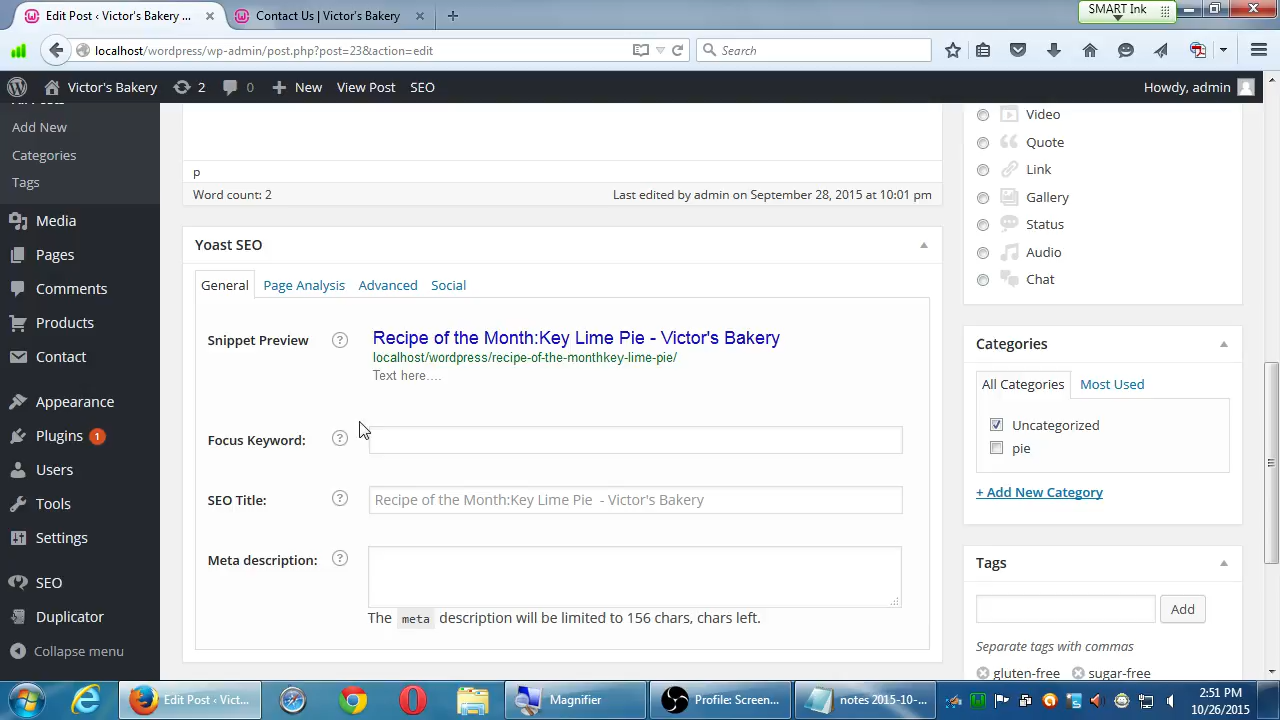 Edit Post ‹ Victor's Bakery ...
Contact Us | Victor's Bakery
SMART Ink
localhost/wordpress/wp-admin/post.php?post=23&action=edit
Search
Victor's Bakery
2
0
New
View Post
SEO
Howdy, admin
Add New
Categories
Tags
Media
Pages
Comments
Products
Contact
Appearance
Plugins 1
Users
Tools
Settings
SEO
Duplicator
Collapse menu
p
Word count: 2
Last edited by admin on September 28, 2015 at 10:01 pm
Yoast SEO
General
Page Analysis
Advanced
Social
Snippet Preview
?
Recipe of the Month:Key Lime Pie - Victor's Bakery
localhost/wordpress/recipe-of-the-monthkey-lime-pie/
Text here....
Focus Keyword:
?
SEO Title:
?
Recipe of the Month:Key Lime Pie - Victor's Bakery
Meta description:
?
The meta description will be limited to 156 chars, chars left.
Video
Quote
Link
Gallery
Status
Audio
Chat
Categories
All Categories
Most Used
Uncategorized
pie
+ Add New Category
Tags
Add
Separate tags with commas
gluten-free
sugar-free
Edit Post ‹ Vict...
Magnifier
Profile: Screen...
notes 2015-10-...
2:51 PM
10/26/2015